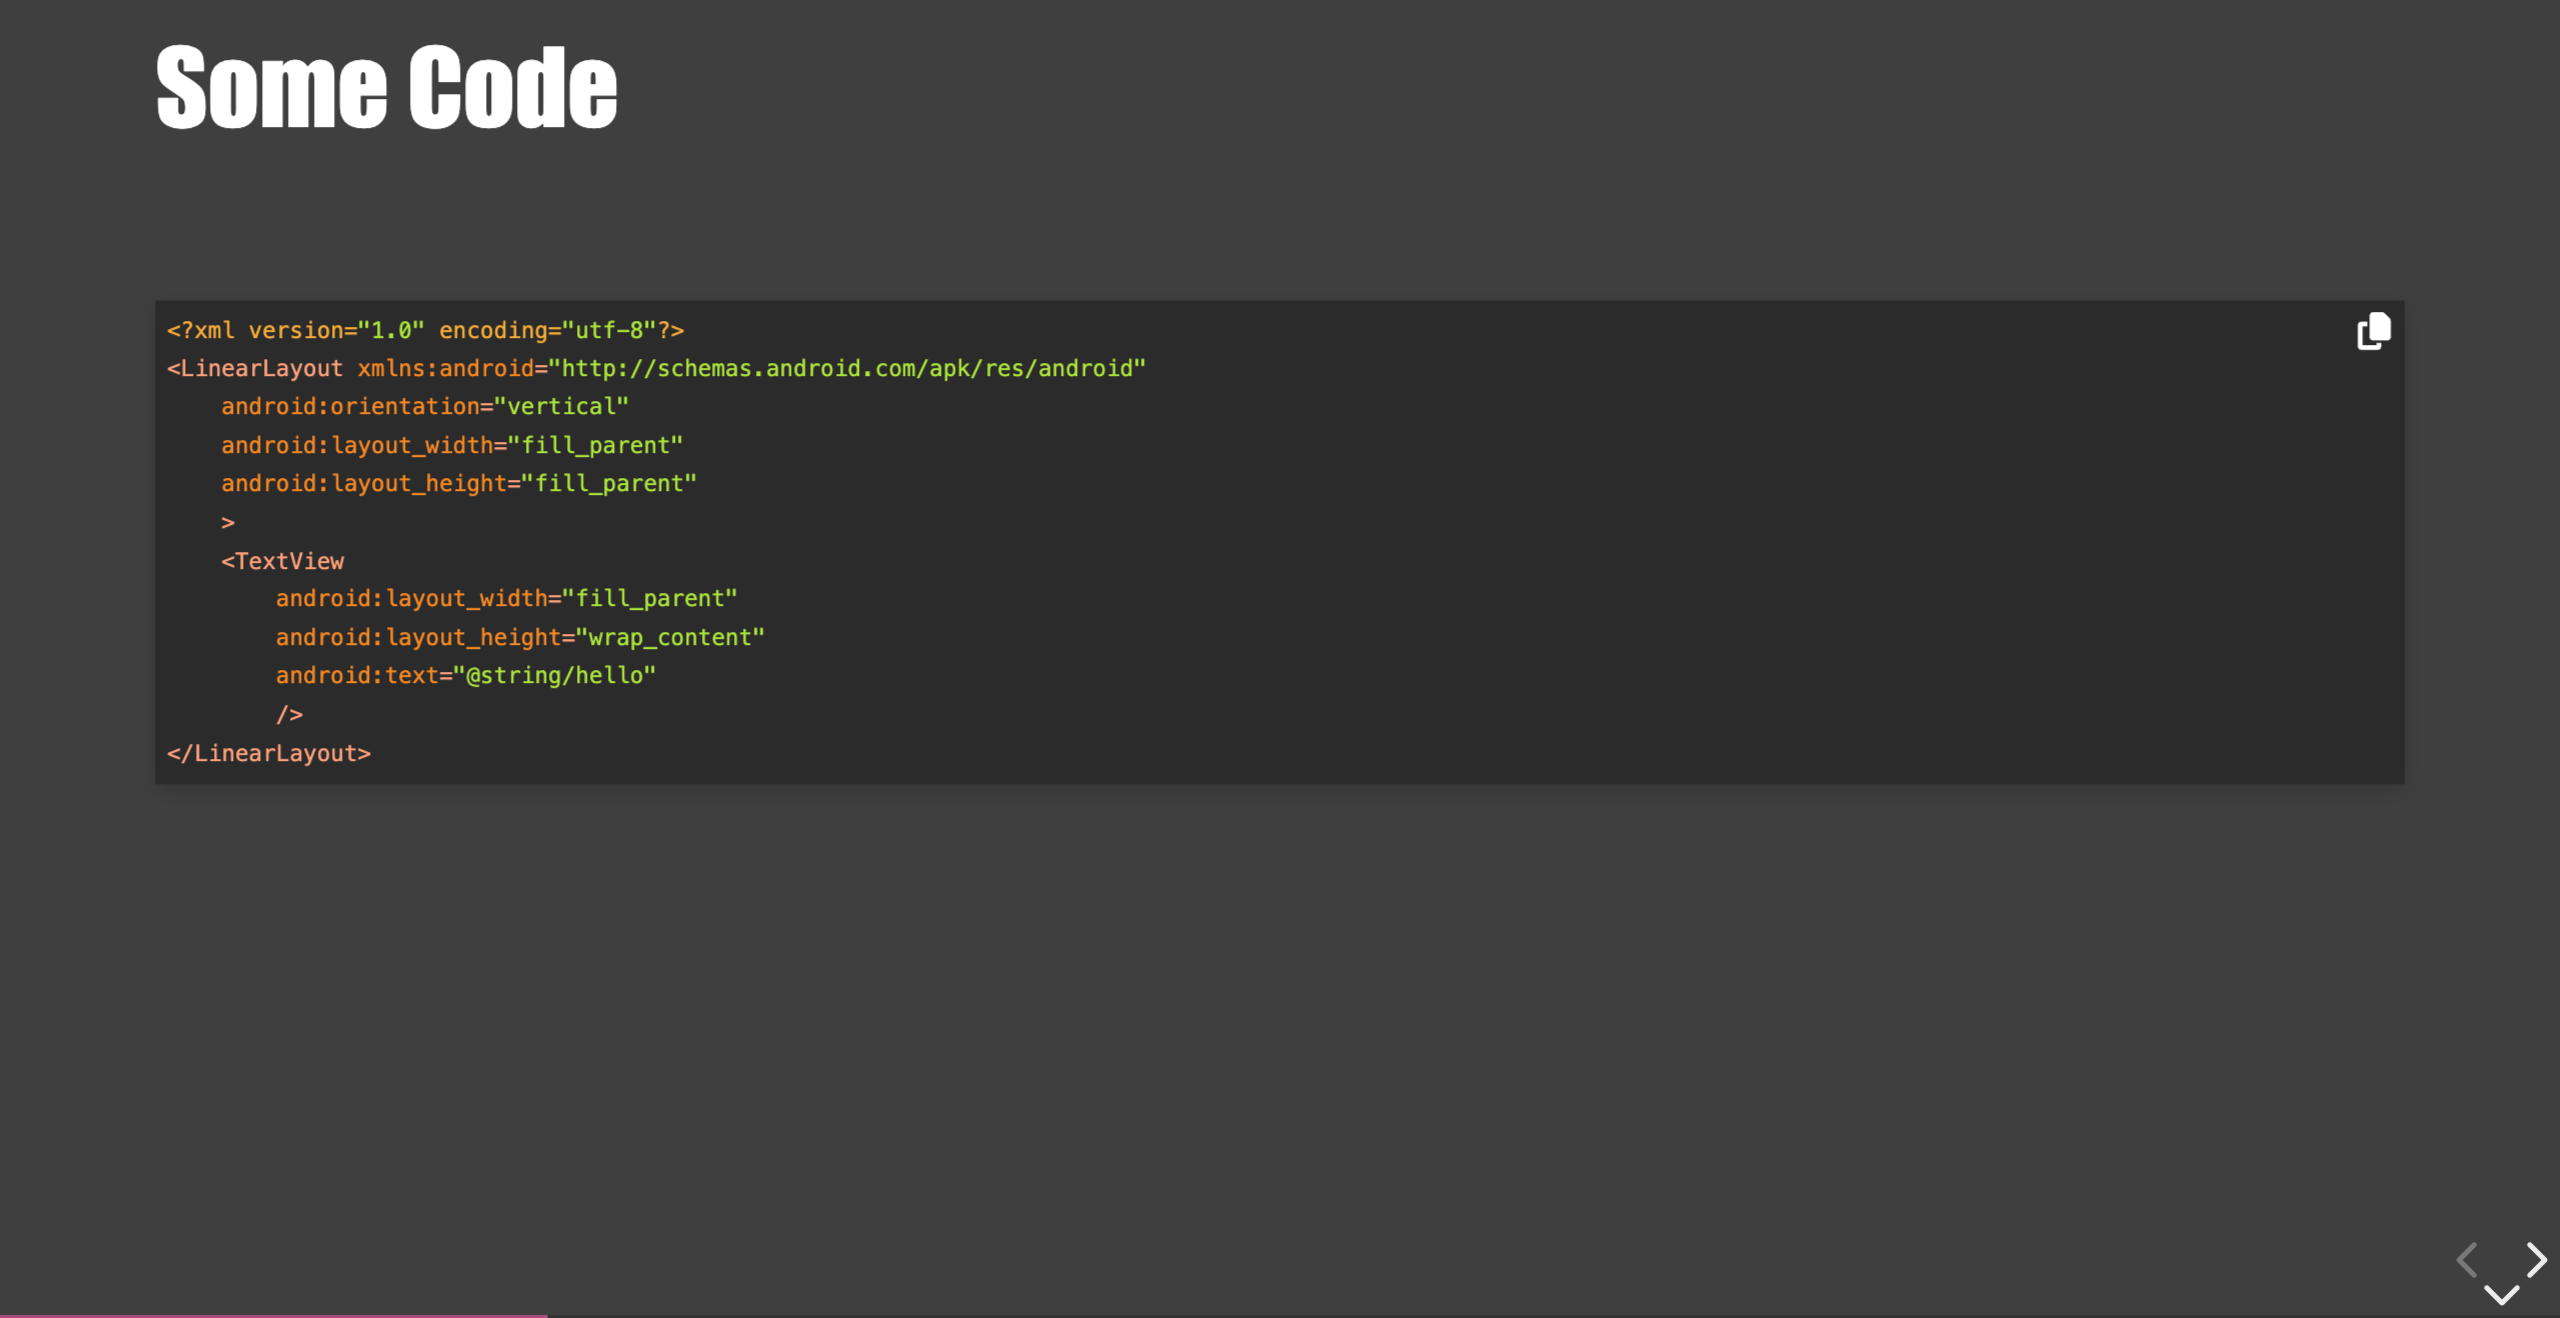 Some Code
<?xml version="1.0" encoding="utf-8"?>
<LinearLayout xmlns:android="http://schemas.android.com/apk/res/android"
    android:orientation="vertical"
    android:layout_width="fill_parent"
    android:layout_height="fill_parent"
    >
    <TextView
        android:layout_width="fill_parent"
        android:layout_height="wrap_content"
        android:text="@string/hello"
        />
</LinearLayout>